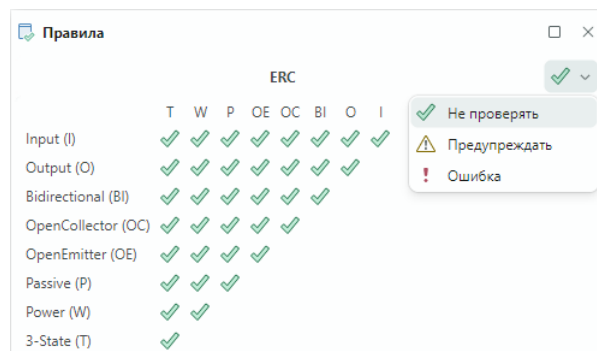 Правила
ERC
T W P OE OC BI O I
Не проверять
Input (I)
Предупреждать
Output (O)
Ошибка
Bidirectional (BI)
OpenCollector (OC)
OpenEmitter (OE)
Passive (P)
Power (W)
3-State (T)